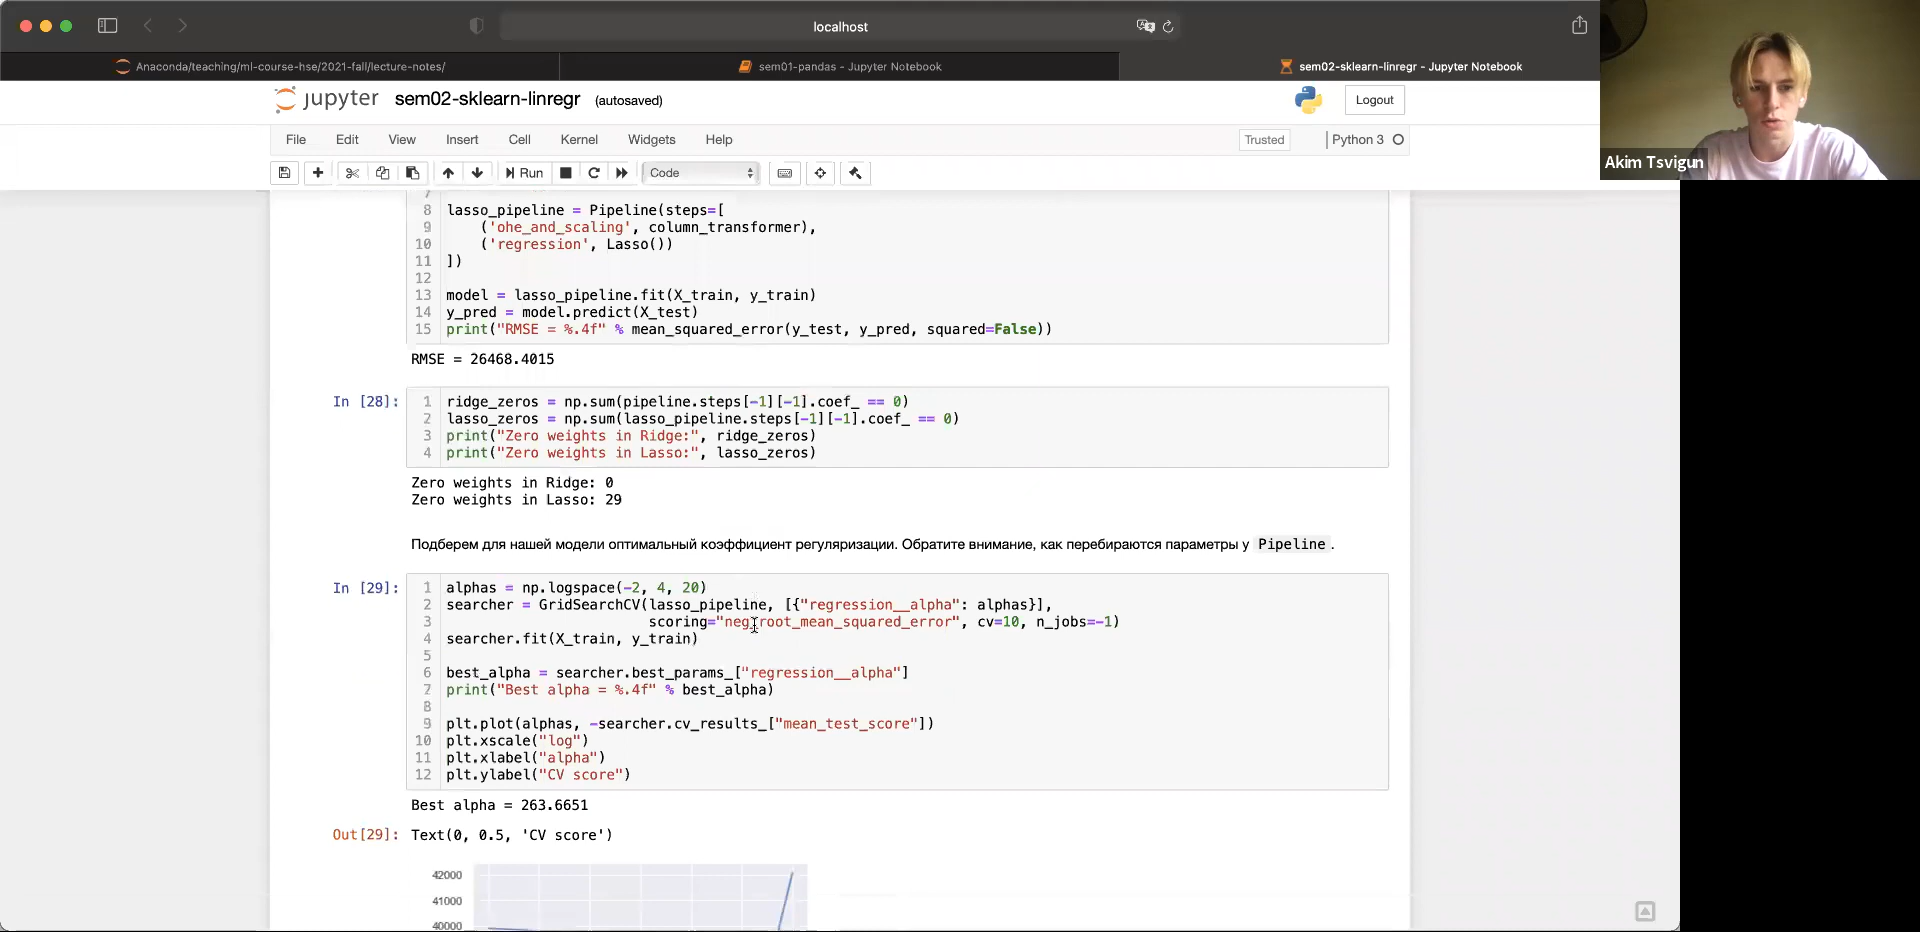 localhost
Anaconda/teaching/ml-course-hse/2021-fall/lecture-notes/
sem01-pandas - Jupyter Notebook
sem02-sklearn-linregr - Jupyter Notebook
Akim Tsvigun
jupyter sem02-sklearn-linregr (autosaved)
Logout
File Edit View Insert Cell Kernel Widgets Help
Trusted
Python 3
Run
Code
7
8 lasso_pipeline = Pipeline(steps=[
9 ('ohe_and_scaling', column_transformer),
10 ('regression', Lasso())
11 ])
12
13 model = lasso_pipeline.fit(X_train, y_train)
14 y_pred = model.predict(X_test)
15 print("RMSE = %.4f" % mean_squared_error(y_test, y_pred, squared=False))
RMSE = 26468.4015
In [28]:
1 ridge_zeros = np.sum(pipeline.steps[-1][-1].coef_ == 0)
2 lasso_zeros = np.sum(lasso_pipeline.steps[-1][-1].coef_ == 0)
3 print("Zero weights in Ridge:", ridge_zeros)
4 print("Zero weights in Lasso:", lasso_zeros)
Zero weights in Ridge: 0
Zero weights in Lasso: 29
Подберем для нашей модели оптимальный коэффициент регуляризации. Обратите внимание, как перебираются параметры у Pipeline .
In [29]:
1 alphas = np.logspace(-2, 4, 20)
2 searcher = GridSearchCV(lasso_pipeline, [{"regression__alpha": alphas}],
3 scoring="neg_root_mean_squared_error", cv=10, n_jobs=-1)
4 searcher.fit(X_train, y_train)
5
6 best_alpha = searcher.best_params_["regression__alpha"]
7 print("Best alpha = %.4f" % best_alpha)
8
9 plt.plot(alphas, -searcher.cv_results_["mean_test_score"])
10 plt.xscale("log")
11 plt.xlabel("alpha")
12 plt.ylabel("CV score")
Best alpha = 263.6651
Out[29]: Text(0, 0.5, 'CV score')
42000
41000
40000